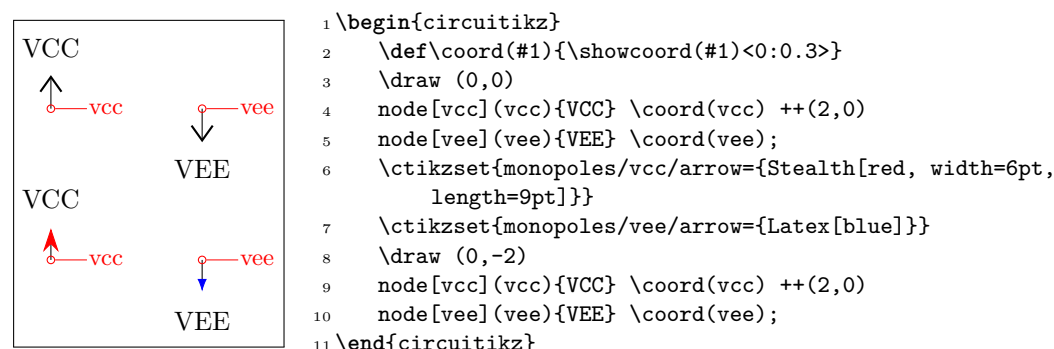 VCC
vcc
vee
VEE
VCC
vcc
vee
VEE
1 \begin{circuitikz}
2 \def\coord(#1){\showcoord(#1)<0:0.3>}
3 \draw (0,0)
4 node[vcc](vcc){VCC} \coord(vcc) ++(2,0)
5 node[vee](vee){VEE} \coord(vee);
6 \ctikzset{monopoles/vcc/arrow={Stealth[red, width=6pt,
length=9pt]}}
7 \ctikzset{monopoles/vee/arrow={Latex[blue]}}
8 \draw (0,-2)
9 node[vcc](vcc){VCC} \coord(vcc) ++(2,0)
10 node[vee](vee){VEE} \coord(vee);
11 \end{circuitikz}